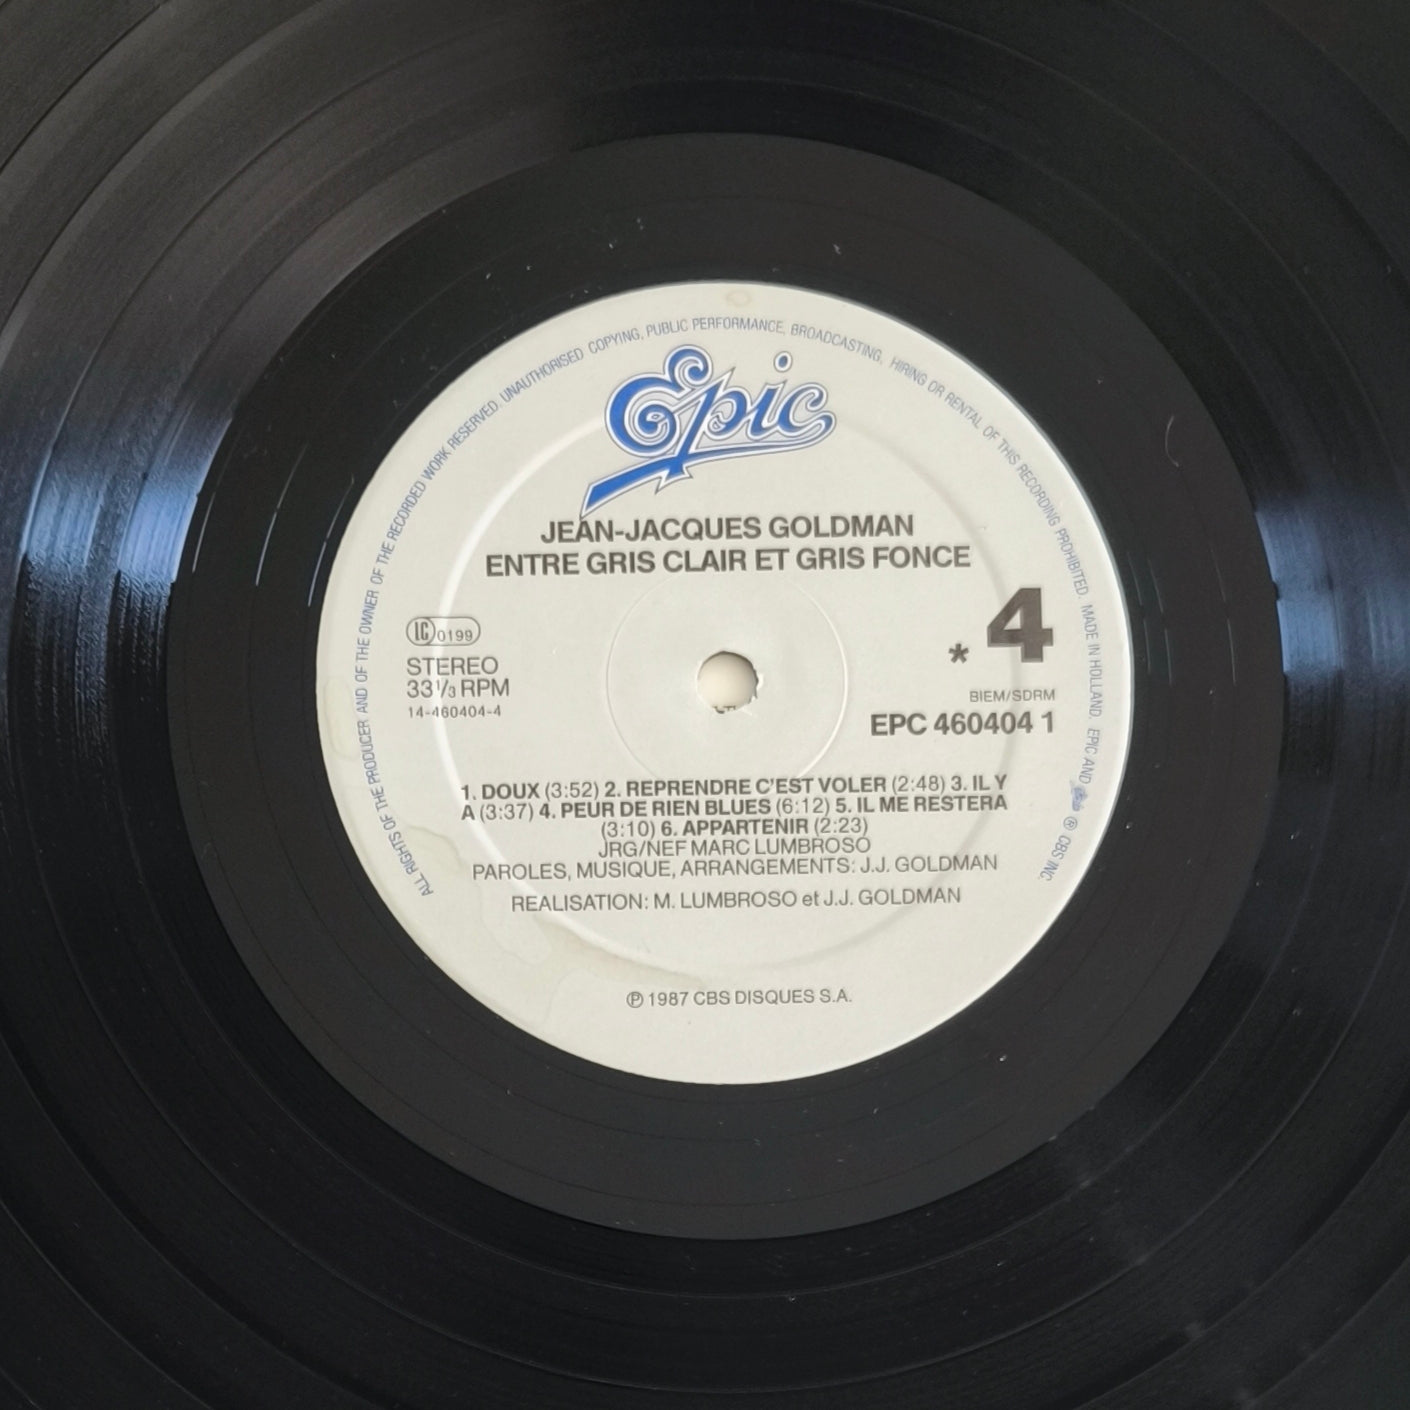 ALL RIGHTS OF THE PRODUCER AND OF THE OWNER OF THE RECORDED WORK RESERVED. UNAUTHORISED COPYING, PUBLIC PERFORMANCE, BROADCASTING, HIRING OR RENTAL OF THIS RECORDING PROHIBITED. MADE IN HOLLAND. EPIC AND Epic ® CBS INC.
Epic
JEAN-JACQUES GOLDMAN
ENTRE GRIS CLAIR ET GRIS FONCE
LC 0199
STEREO
33⅓ RPM
14-460404-4
* 4
BIEM/SDRM
EPC 460404 1
1. DOUX (3:52) 2. REPRENDRE C'EST VOLER (2:48) 3. IL Y
A (3:37) 4. PEUR DE RIEN BLUES (6:12) 5. IL ME RESTERA
(3:10) 6. APPARTENIR (2:23)
JRG/NEF MARC LUMBROSO
PAROLES, MUSIQUE, ARRANGEMENTS: J.J. GOLDMAN
REALISATION: M. LUMBROSO et J.J. GOLDMAN
℗ 1987 CBS DISQUES S.A.